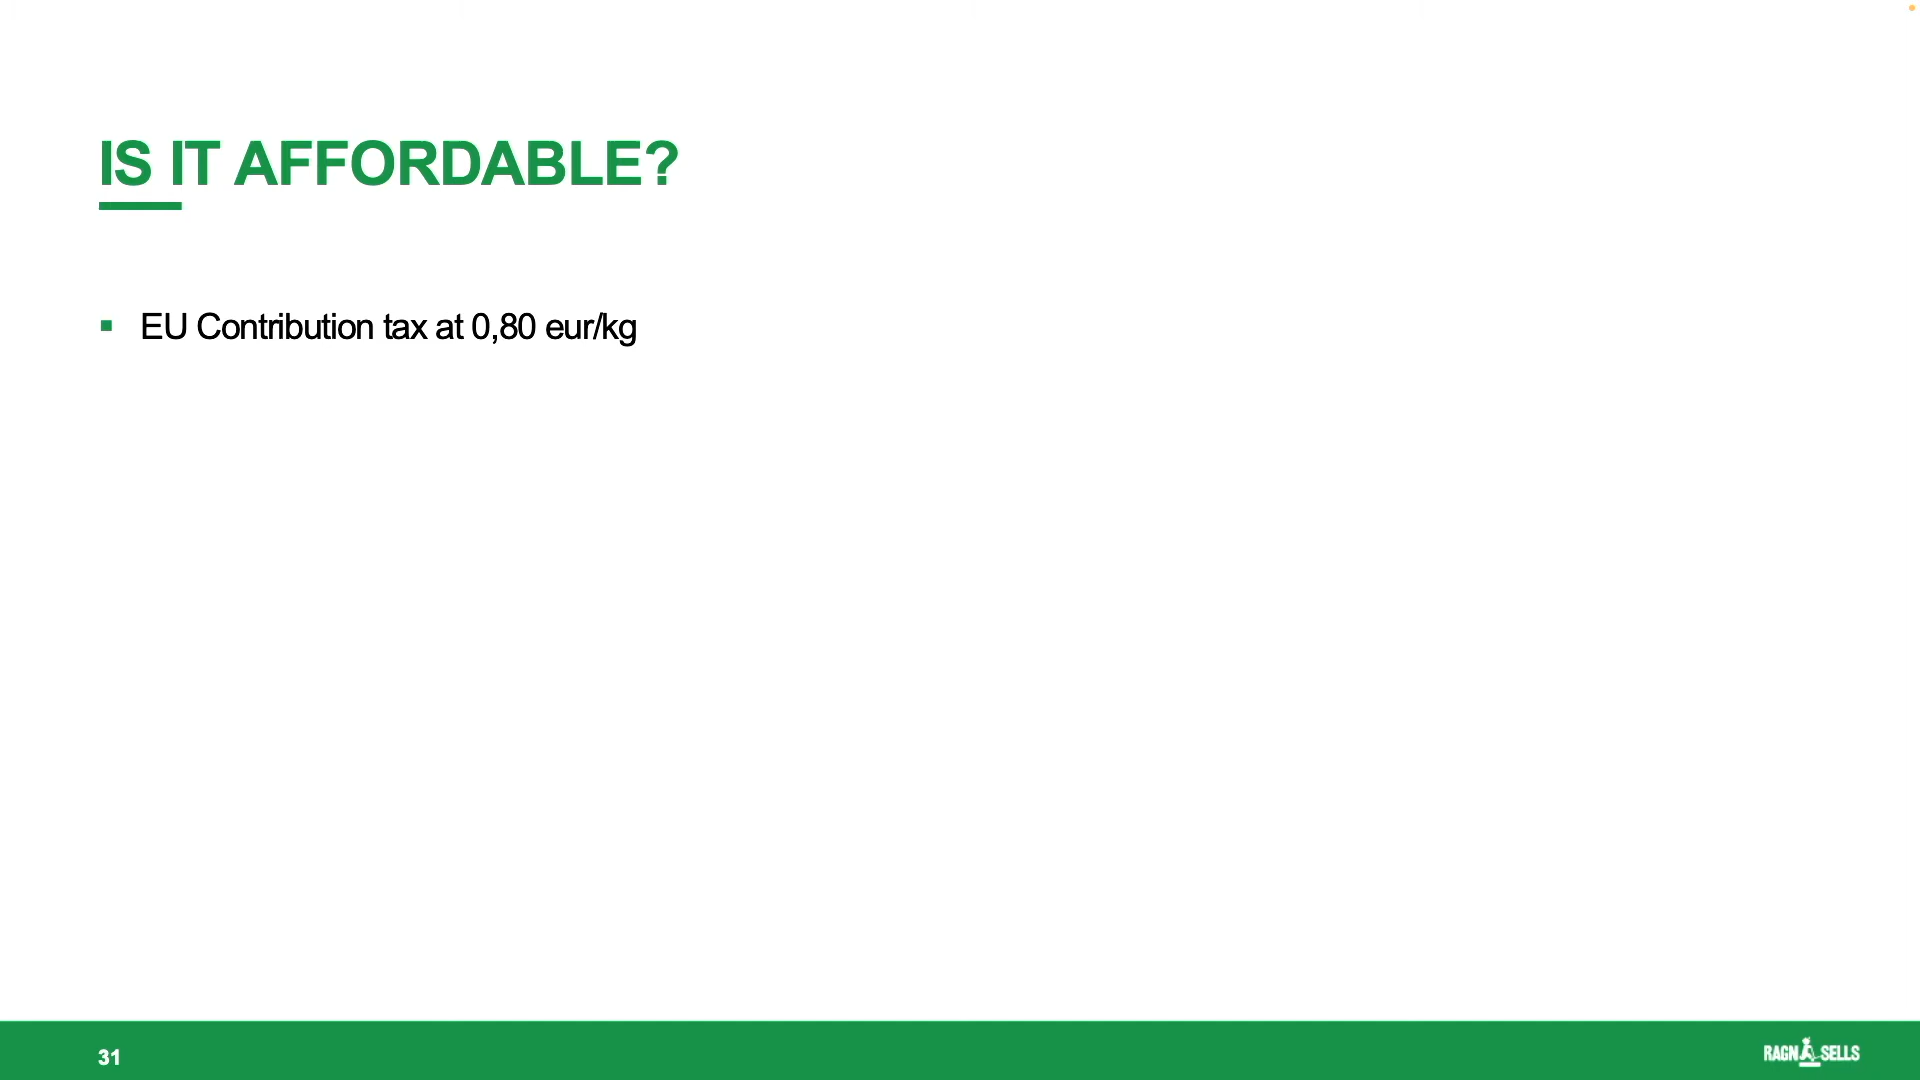 IS IT AFFORDABLE?
▪ EU Contribution tax at 0,80 eur/kg
31
RAGN SELLS